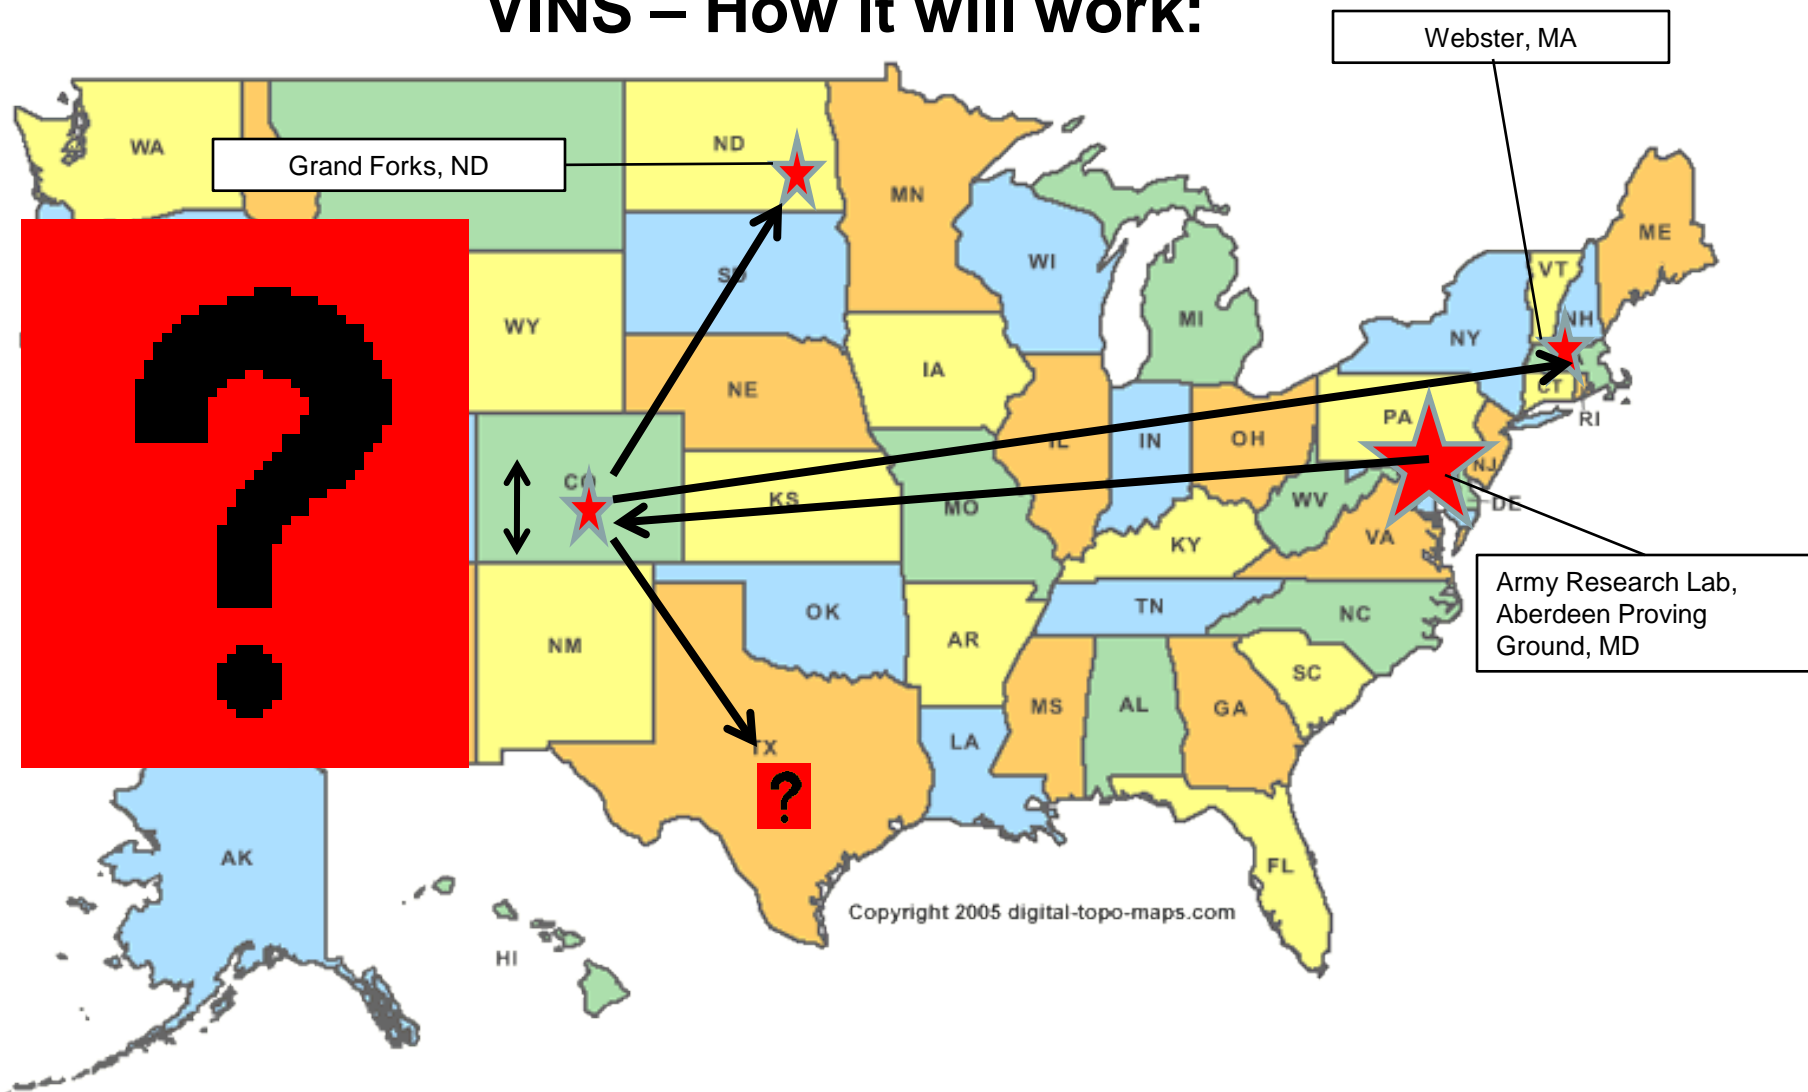 VINS – How it will work:
Webster, MA
WA
ND
Grand Forks, ND
MN
ME
VT
SD
WI
NH
MI
NY
WY
IA
NE
CT
PA
RI
IL
IN
OH
NJ
CO
KS
MO
WV
DE
VA
KY
Army Research Lab,
Aberdeen Proving
Ground, MD
TN
NC
OK
AR
NM
SC
MS
AL
GA
LA
TX
?
?
AK
FL
Copyright 2005 digital-topo-maps.com
HI